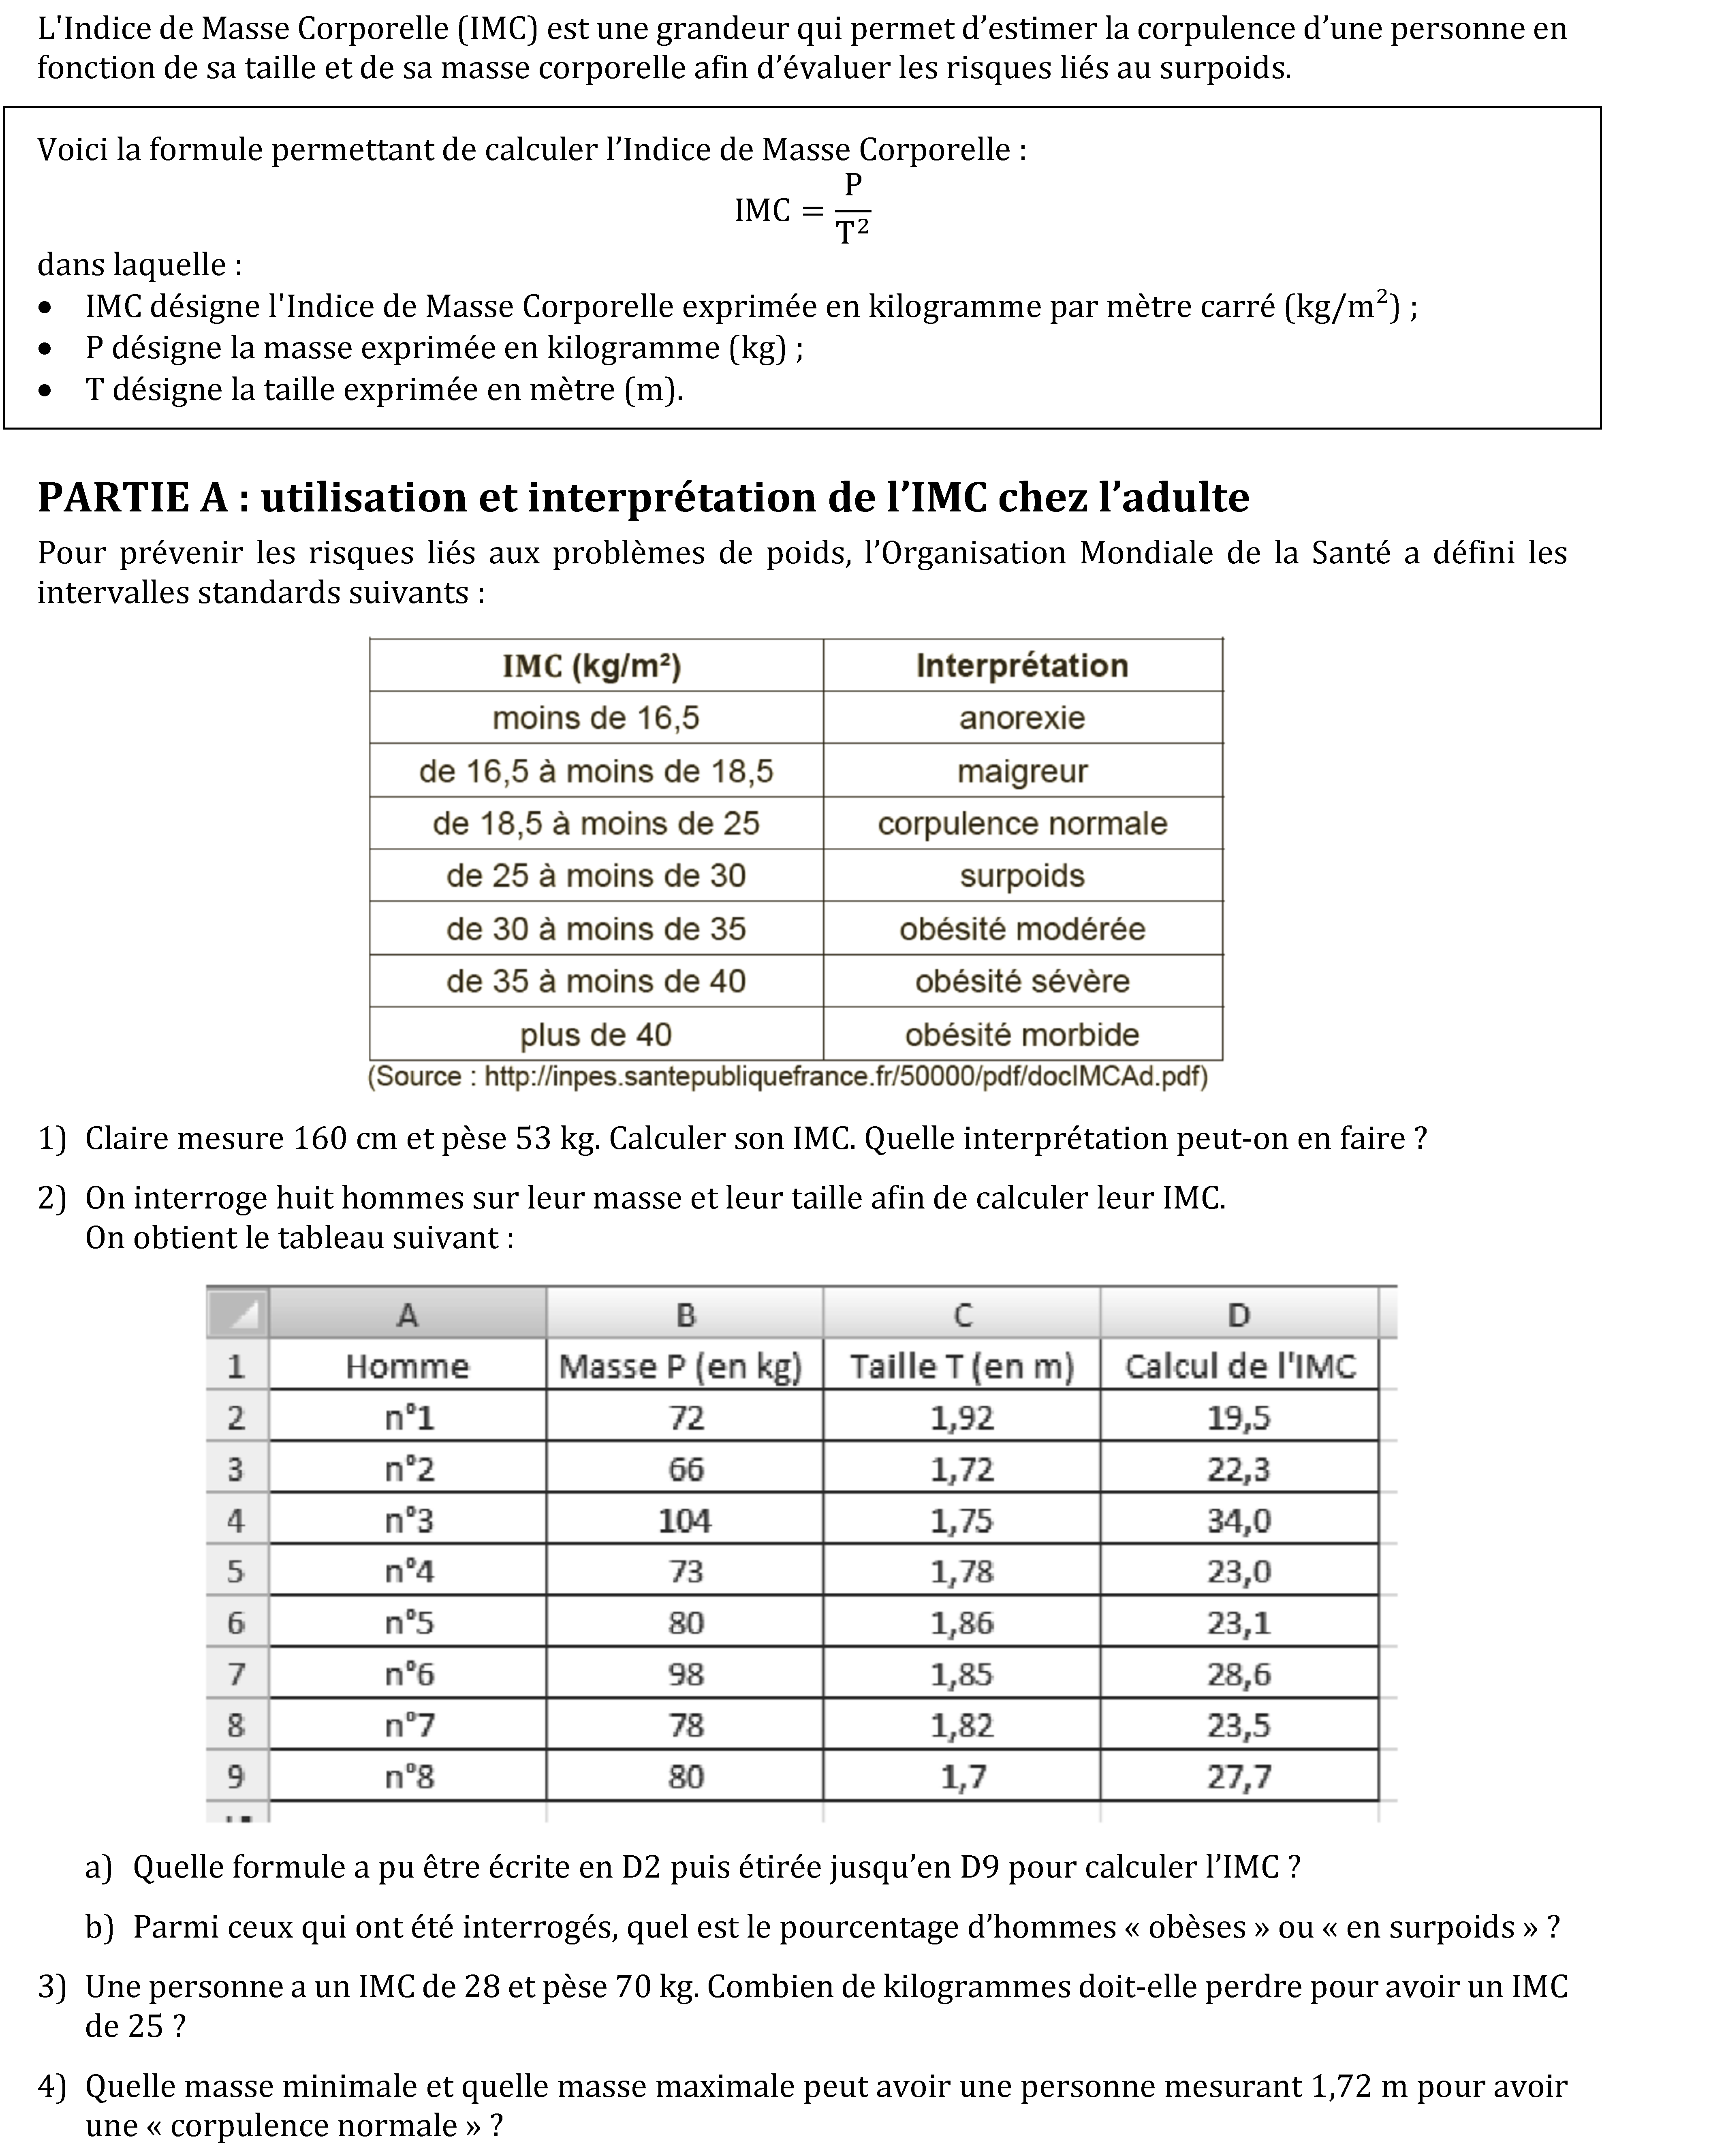 L'Indice de Masse Corporelle (IMC) est une grandeur qui permet d’estimer la corpulence d’une personne en
fonction de sa taille et de sa masse corporelle afin d’évaluer les risques liés au surpoids.
Voici la formule permettant de calculer l’Indice de Masse Corporelle :
IMC = P/T²
dans laquelle :
• IMC désigne l'Indice de Masse Corporelle exprimée en kilogramme par mètre carré (kg/m²) ;
• P désigne la masse exprimée en kilogramme (kg) ;
• T désigne la taille exprimée en mètre (m).
PARTIE A : utilisation et interprétation de l’IMC chez l’adulte
Pour prévenir les risques liés aux problèmes de poids, l’Organisation Mondiale de la Santé a défini les
intervalles standards suivants :
IMC (kg/m²) Interprétation
moins de 16,5 anorexie
de 16,5 à moins de 18,5 maigreur
de 18,5 à moins de 25 corpulence normale
de 25 à moins de 30 surpoids
de 30 à moins de 35 obésité modérée
de 35 à moins de 40 obésité sévère
plus de 40 obésité morbide
(Source : http://inpes.santepubliquefrance.fr/50000/pdf/docIMCAd.pdf)
1) Claire mesure 160 cm et pèse 53 kg. Calculer son IMC. Quelle interprétation peut-on en faire ?
2) On interroge huit hommes sur leur masse et leur taille afin de calculer leur IMC.
On obtient le tableau suivant :
A B C D
1 Homme Masse P (en kg) Taille T (en m) Calcul de l'IMC
2 n°1 72 1,92 19,5
3 n°2 66 1,72 22,3
4 n°3 104 1,75 34,0
5 n°4 73 1,78 23,0
6 n°5 80 1,86 23,1
7 n°6 98 1,85 28,6
8 n°7 78 1,82 23,5
9 n°8 80 1,7 27,7
a) Quelle formule a pu être écrite en D2 puis étirée jusqu’en D9 pour calculer l’IMC ?
b) Parmi ceux qui ont été interrogés, quel est le pourcentage d’hommes « obèses » ou « en surpoids » ?
3) Une personne a un IMC de 28 et pèse 70 kg. Combien de kilogrammes doit-elle perdre pour avoir un IMC
de 25 ?
4) Quelle masse minimale et quelle masse maximale peut avoir une personne mesurant 1,72 m pour avoir
une « corpulence normale » ?